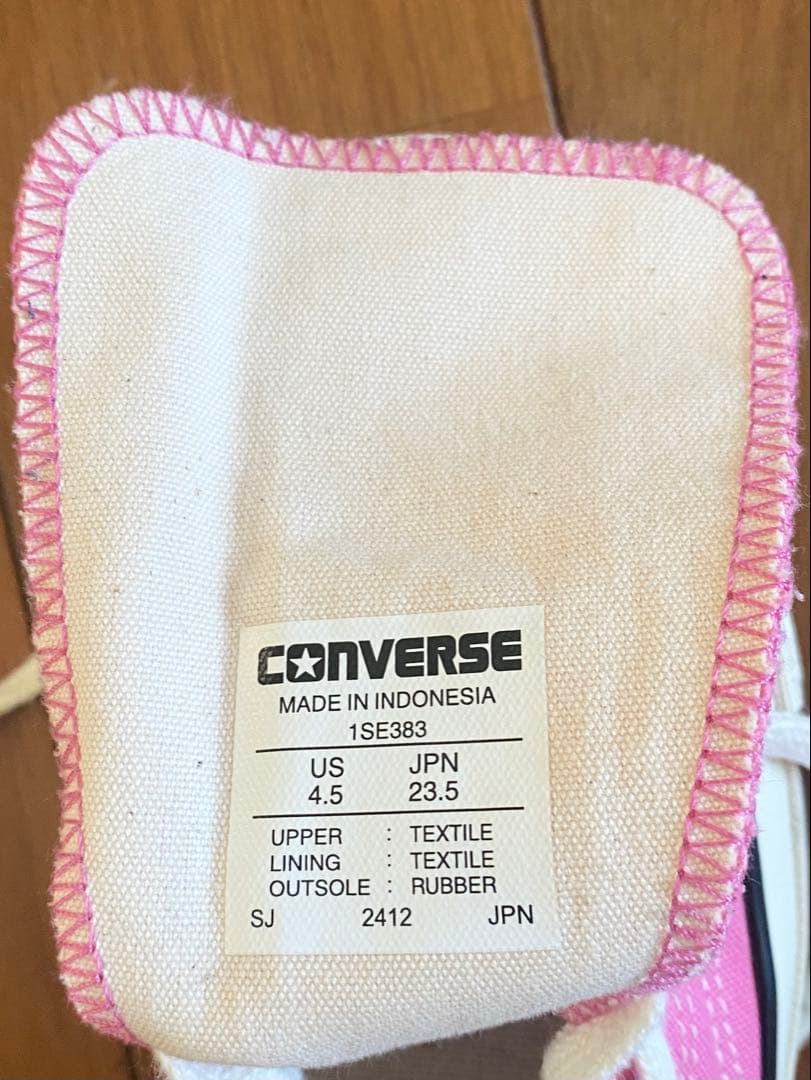 CONVERSE
MADE IN INDONESIA
1SE383
US JPN
4.5 23.5
UPPER : TEXTILE
LINING : TEXTILE
OUTSOLE : RUBBER
SJ 2412 JPN